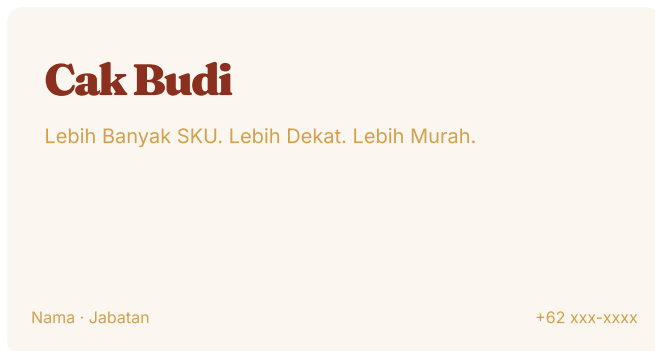 Cak Budi
Lebih Banyak SKU. Lebih Dekat. Lebih Murah.
Nama · Jabatan
+62 xxx-xxxx